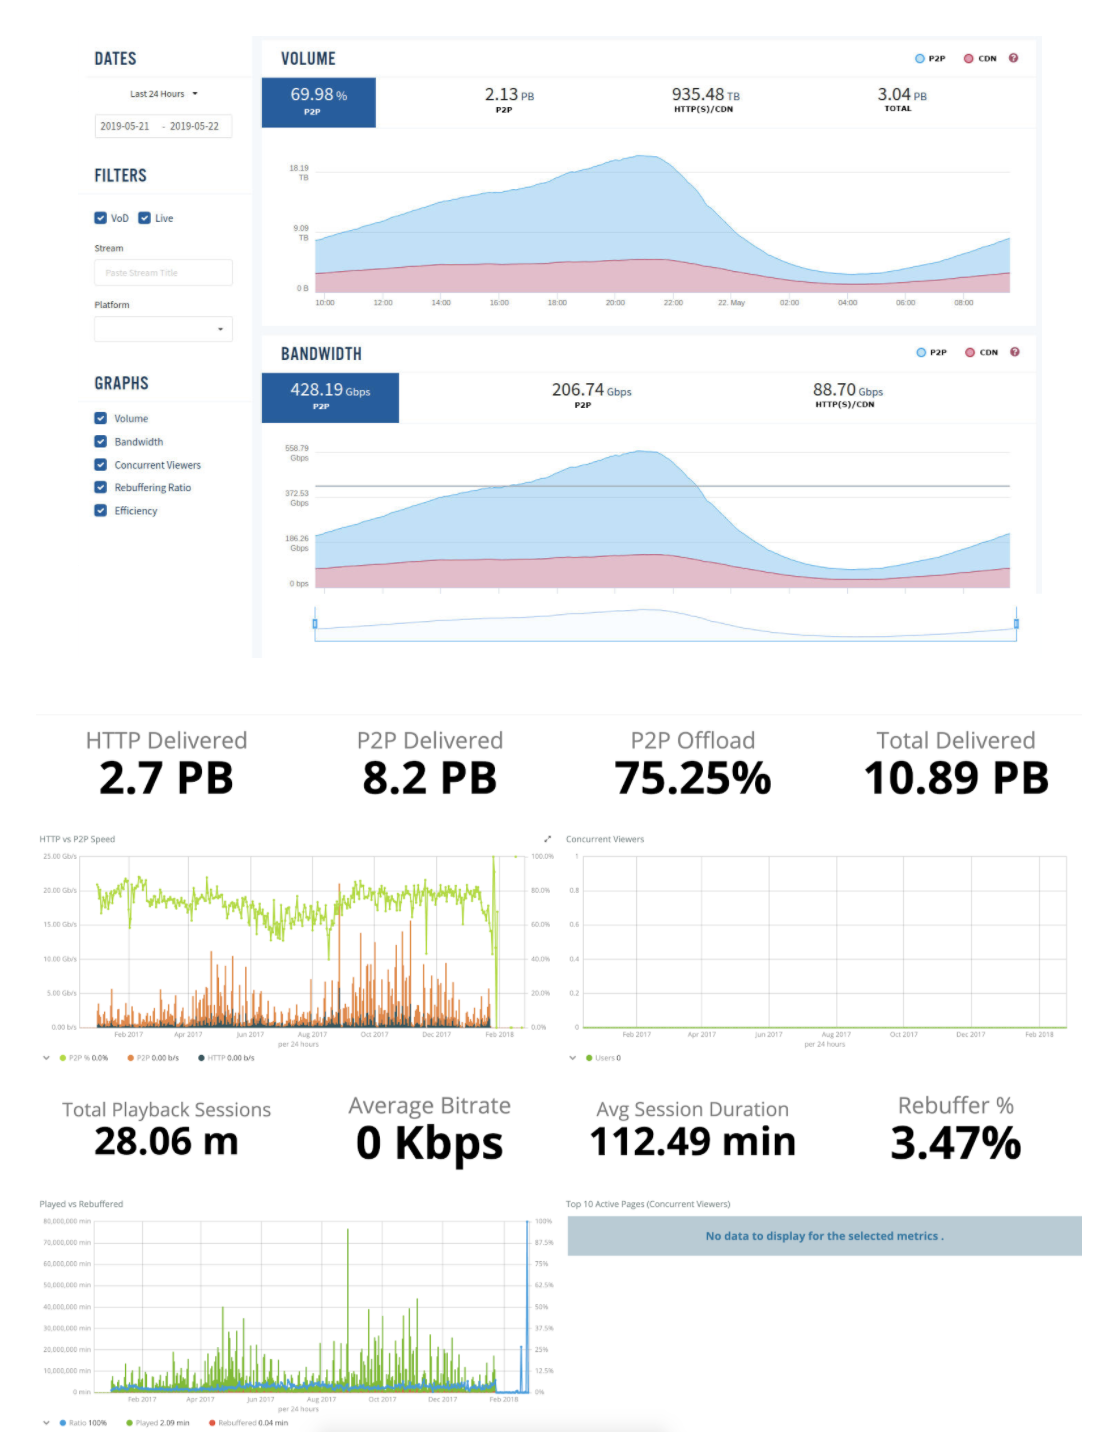 DATES
Last 24 Hours
2019-05-21 - 2019-05-22
FILTERS
VoD Live
Stream
Paste Stream Title
Platform
GRAPHS
Volume
Bandwidth
Concurrent Viewers
Rebuffering Ratio
Efficiency
VOLUME
P2P CDN ?
69.98 %
P2P
2.13 PB
P2P
935.48 TB
HTTP(S)/CDN
3.04 PB
TOTAL
18.19
TB
9.09
TB
0 B
10:00 12:00 14:00 16:00 18:00 20:00 22:00 22. May 02:00 04:00 06:00 08:00
BANDWIDTH
P2P CDN ?
428.19 Gbps
P2P
206.74 Gbps
P2P
88.70 Gbps
HTTP(S)/CDN
558.79
Gbps
372.53
Gbps
186.26
Gbps
0 bps
HTTP Delivered
2.7 PB
P2P Delivered
8.2 PB
P2P Offload
75.25%
Total Delivered
10.89 PB
HTTP vs P2P Speed
25.00 Gb/s 100.0%
20.00 Gb/s 80.0%
15.00 Gb/s 60.0%
10.00 Gb/s 40.0%
5.00 Gb/s 20.0%
0.00 b/s 0.0%
Feb 2017 Apr 2017 Jun 2017 Aug 2017 Oct 2017 Dec 2017 Feb 2018
per 24 hours
P2P % 0.0% P2P 0.00 b/s HTTP 0.00 b/s
Concurrent Viewers
1
0.8
0.6
0.4
0.2
0
Feb 2017 Apr 2017 Jun 2017 Aug 2017 Oct 2017 Dec 2017 Feb 2018
per 24 hours
Users 0
Total Playback Sessions
28.06 m
Average Bitrate
0 Kbps
Avg Session Duration
112.49 min
Rebuffer %
3.47%
Played vs Rebuffered
80,000,000 min 100%
70,000,000 min 87.5%
60,000,000 min 75%
50,000,000 min 62.5%
40,000,000 min 50%
30,000,000 min 37.5%
20,000,000 min 25%
10,000,000 min 12.5%
0 min 0%
Feb 2017 Apr 2017 Jun 2017 Aug 2017 Oct 2017 Dec 2017 Feb 2018
per 24 hours
Ratio 100% Played 2.09 min Rebuffered 0.04 min
Top 10 Active Pages (Concurrent Viewers)
No data to display for the selected metrics .